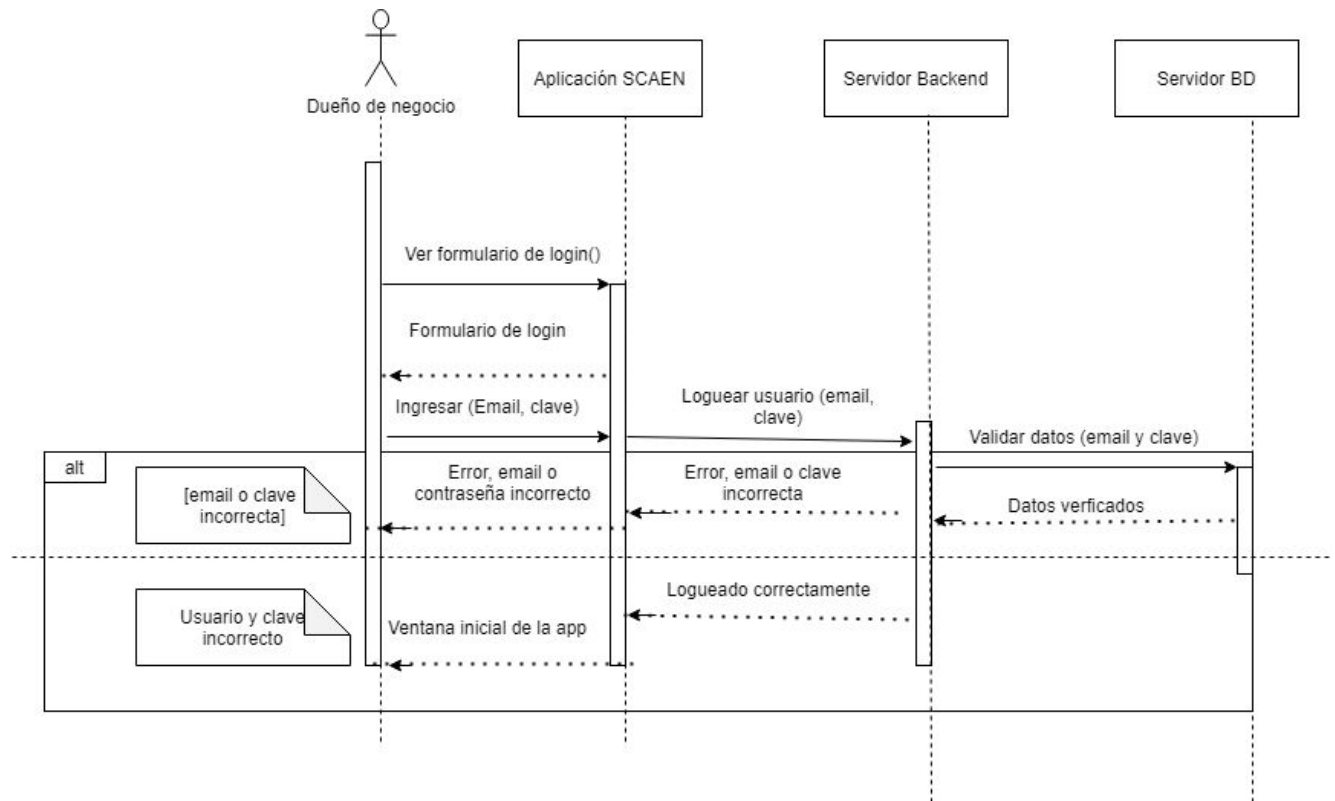 Dueño de negocio
Aplicación SCAEN
Servidor Backend
Servidor BD
Ver formulario de login()
Formulario de login
Ingresar (Email, clave)
Loguear usuario (email,
clave)
Validar datos (email y clave)
alt
[email o clave
incorrecta]
Error, email o
contraseña incorrecto
Error, email o clave
incorrecta
Datos verficados
Usuario y clave
incorrecto
Logueado correctamente
Ventana inicial de la app